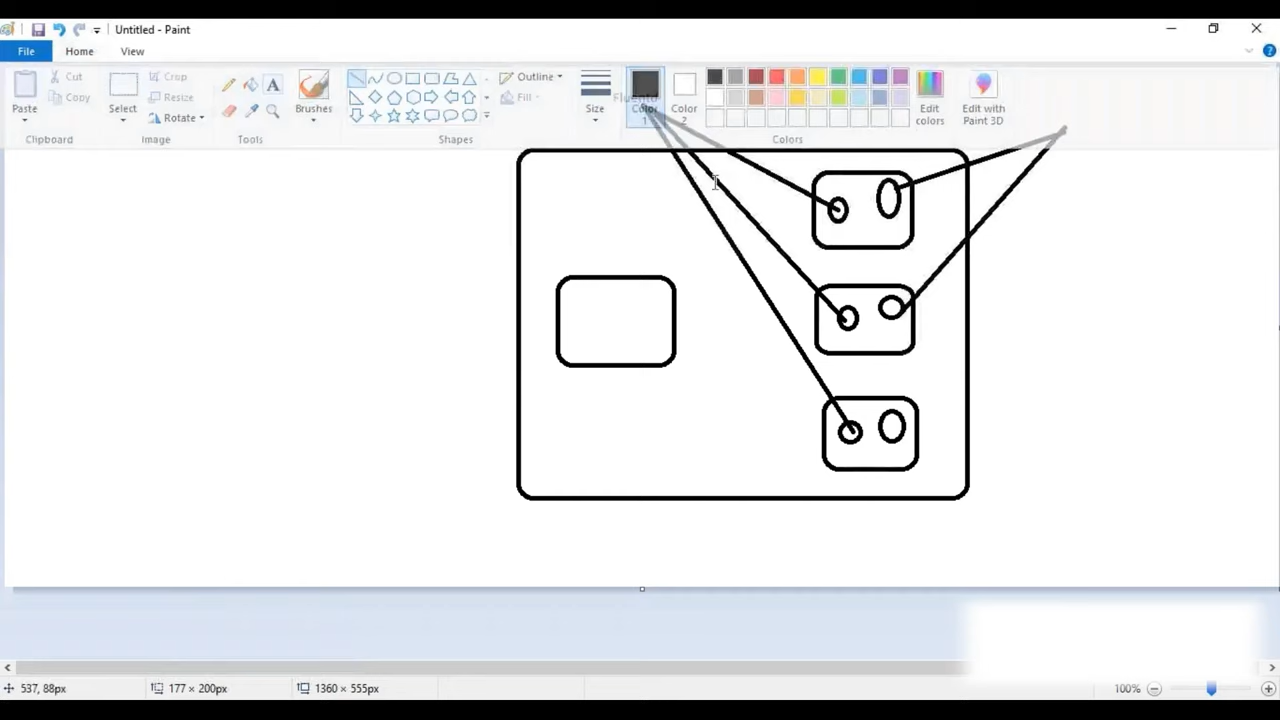 Untitled - Paint
File Home View
Cut
Copy
Paste
Clipboard
Crop
Resize
Rotate
Select
Image
A
Tools
Brushes
Outline
Fill
Shapes
Size
Color
1
Color
2
Edit
colors
Edit with
Paint 3D
Colors
537, 88px
177 × 200px
1360 × 555px
100%